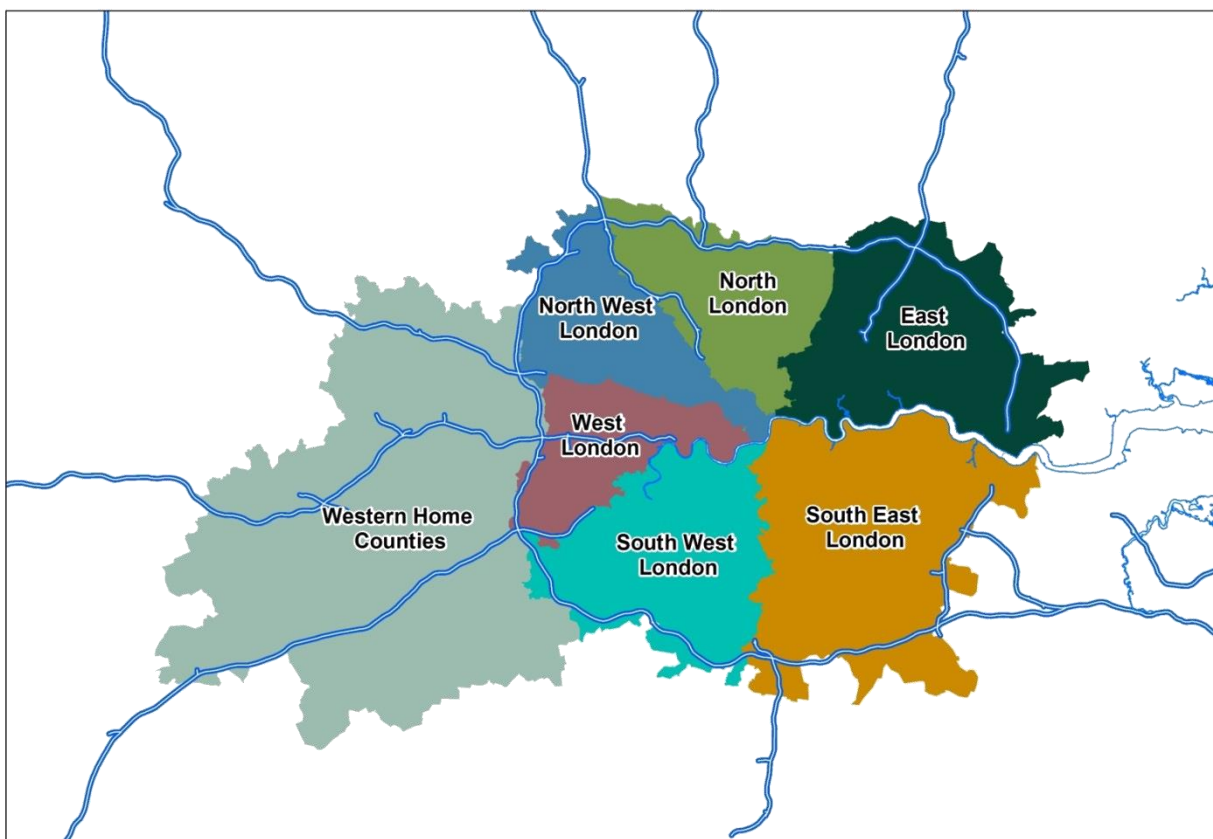 North West
London
North
London
East
London
West
London
Western Home
Counties
South West
London
South East
London